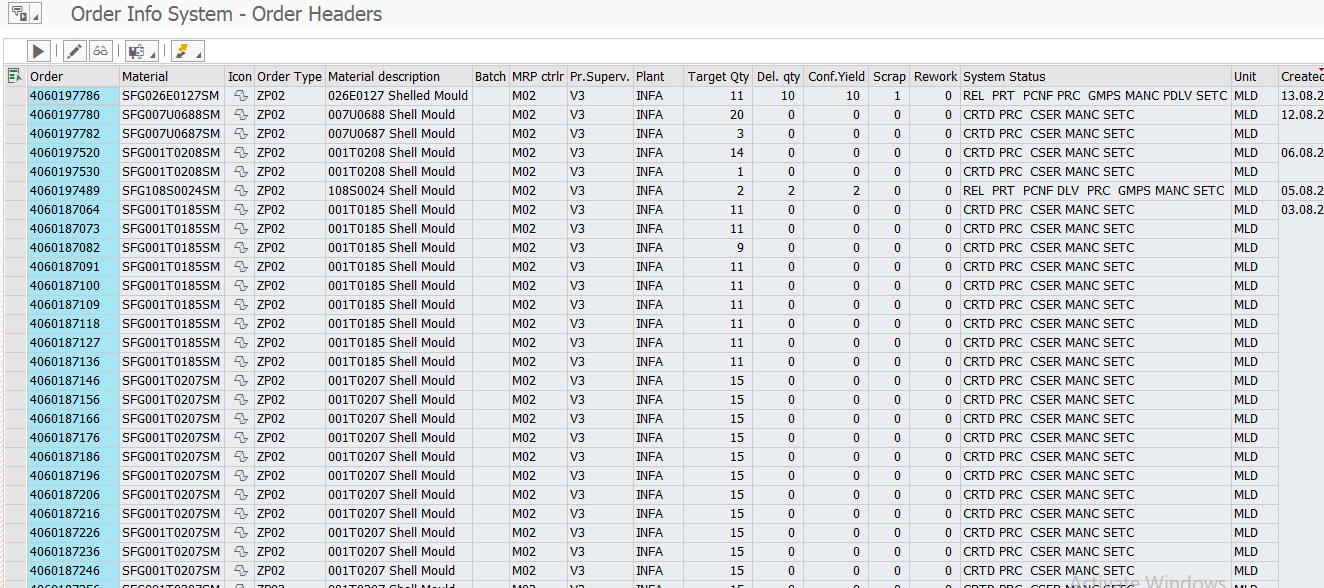 Order Info System - Order Headers
Order Material Icon Order Type Material description Batch MRP ctrlr Pr.Superv. Plant Target Qty Del. qty Conf.Yield Scrap Rework System Status Unit Created
4060197786 SFG026E0127SM ZP02 026E0127 Shelled Mould M02 V3 INFA 11 10 10 1 0 REL PRT PCNF PRC GMPS MANC PDLV SETC MLD 13.08.2
4060197780 SFG007U0688SM ZP02 007U0688 Shell Mould M02 V3 INFA 20 0 0 0 0 CRTD PRC CSER MANC SETC MLD 12.08.2
4060197782 SFG007U0687SM ZP02 007U0687 Shell Mould M02 V3 INFA 3 0 0 0 0 CRTD PRC CSER MANC SETC MLD
4060197520 SFG001T0208SM ZP02 001T0208 Shell Mould M02 V3 INFA 14 0 0 0 0 CRTD PRC CSER MANC SETC MLD 06.08.2
4060197530 SFG001T0208SM ZP02 001T0208 Shell Mould M02 V3 INFA 1 0 0 0 0 CRTD PRC CSER MANC SETC MLD
4060197489 SFG108S0024SM ZP02 108S0024 Shell Mould M02 V3 INFA 2 2 2 0 0 REL PRT PCNF DLV PRC GMPS MANC SETC MLD 05.08.2
4060187064 SFG001T0185SM ZP02 001T0185 Shell Mould M02 V3 INFA 11 0 0 0 0 CRTD PRC CSER MANC SETC MLD 03.08.2
4060187073 SFG001T0185SM ZP02 001T0185 Shell Mould M02 V3 INFA 11 0 0 0 0 CRTD PRC CSER MANC SETC MLD
4060187082 SFG001T0185SM ZP02 001T0185 Shell Mould M02 V3 INFA 9 0 0 0 0 CRTD PRC CSER MANC SETC MLD
4060187091 SFG001T0185SM ZP02 001T0185 Shell Mould M02 V3 INFA 11 0 0 0 0 CRTD PRC CSER MANC SETC MLD
4060187100 SFG001T0185SM ZP02 001T0185 Shell Mould M02 V3 INFA 11 0 0 0 0 CRTD PRC CSER MANC SETC MLD
4060187109 SFG001T0185SM ZP02 001T0185 Shell Mould M02 V3 INFA 11 0 0 0 0 CRTD PRC CSER MANC SETC MLD
4060187118 SFG001T0185SM ZP02 001T0185 Shell Mould M02 V3 INFA 11 0 0 0 0 CRTD PRC CSER MANC SETC MLD
4060187127 SFG001T0185SM ZP02 001T0185 Shell Mould M02 V3 INFA 11 0 0 0 0 CRTD PRC CSER MANC SETC MLD
4060187136 SFG001T0185SM ZP02 001T0185 Shell Mould M02 V3 INFA 11 0 0 0 0 CRTD PRC CSER MANC SETC MLD
4060187146 SFG001T0207SM ZP02 001T0207 Shell Mould M02 V3 INFA 15 0 0 0 0 CRTD PRC CSER MANC SETC MLD
4060187156 SFG001T0207SM ZP02 001T0207 Shell Mould M02 V3 INFA 15 0 0 0 0 CRTD PRC CSER MANC SETC MLD
4060187166 SFG001T0207SM ZP02 001T0207 Shell Mould M02 V3 INFA 15 0 0 0 0 CRTD PRC CSER MANC SETC MLD
4060187176 SFG001T0207SM ZP02 001T0207 Shell Mould M02 V3 INFA 15 0 0 0 0 CRTD PRC CSER MANC SETC MLD
4060187186 SFG001T0207SM ZP02 001T0207 Shell Mould M02 V3 INFA 15 0 0 0 0 CRTD PRC CSER MANC SETC MLD
4060187196 SFG001T0207SM ZP02 001T0207 Shell Mould M02 V3 INFA 15 0 0 0 0 CRTD PRC CSER MANC SETC MLD
4060187206 SFG001T0207SM ZP02 001T0207 Shell Mould M02 V3 INFA 15 0 0 0 0 CRTD PRC CSER MANC SETC MLD
4060187216 SFG001T0207SM ZP02 001T0207 Shell Mould M02 V3 INFA 15 0 0 0 0 CRTD PRC CSER MANC SETC MLD
4060187226 SFG001T0207SM ZP02 001T0207 Shell Mould M02 V3 INFA 15 0 0 0 0 CRTD PRC CSER MANC SETC MLD
4060187236 SFG001T0207SM ZP02 001T0207 Shell Mould M02 V3 INFA 15 0 0 0 0 CRTD PRC CSER MANC SETC MLD
4060187246 SFG001T0207SM ZP02 001T0207 Shell Mould M02 V3 INFA 15 0 0 0 0 CRTD PRC CSER MANC SETC MLD
Activate Windows